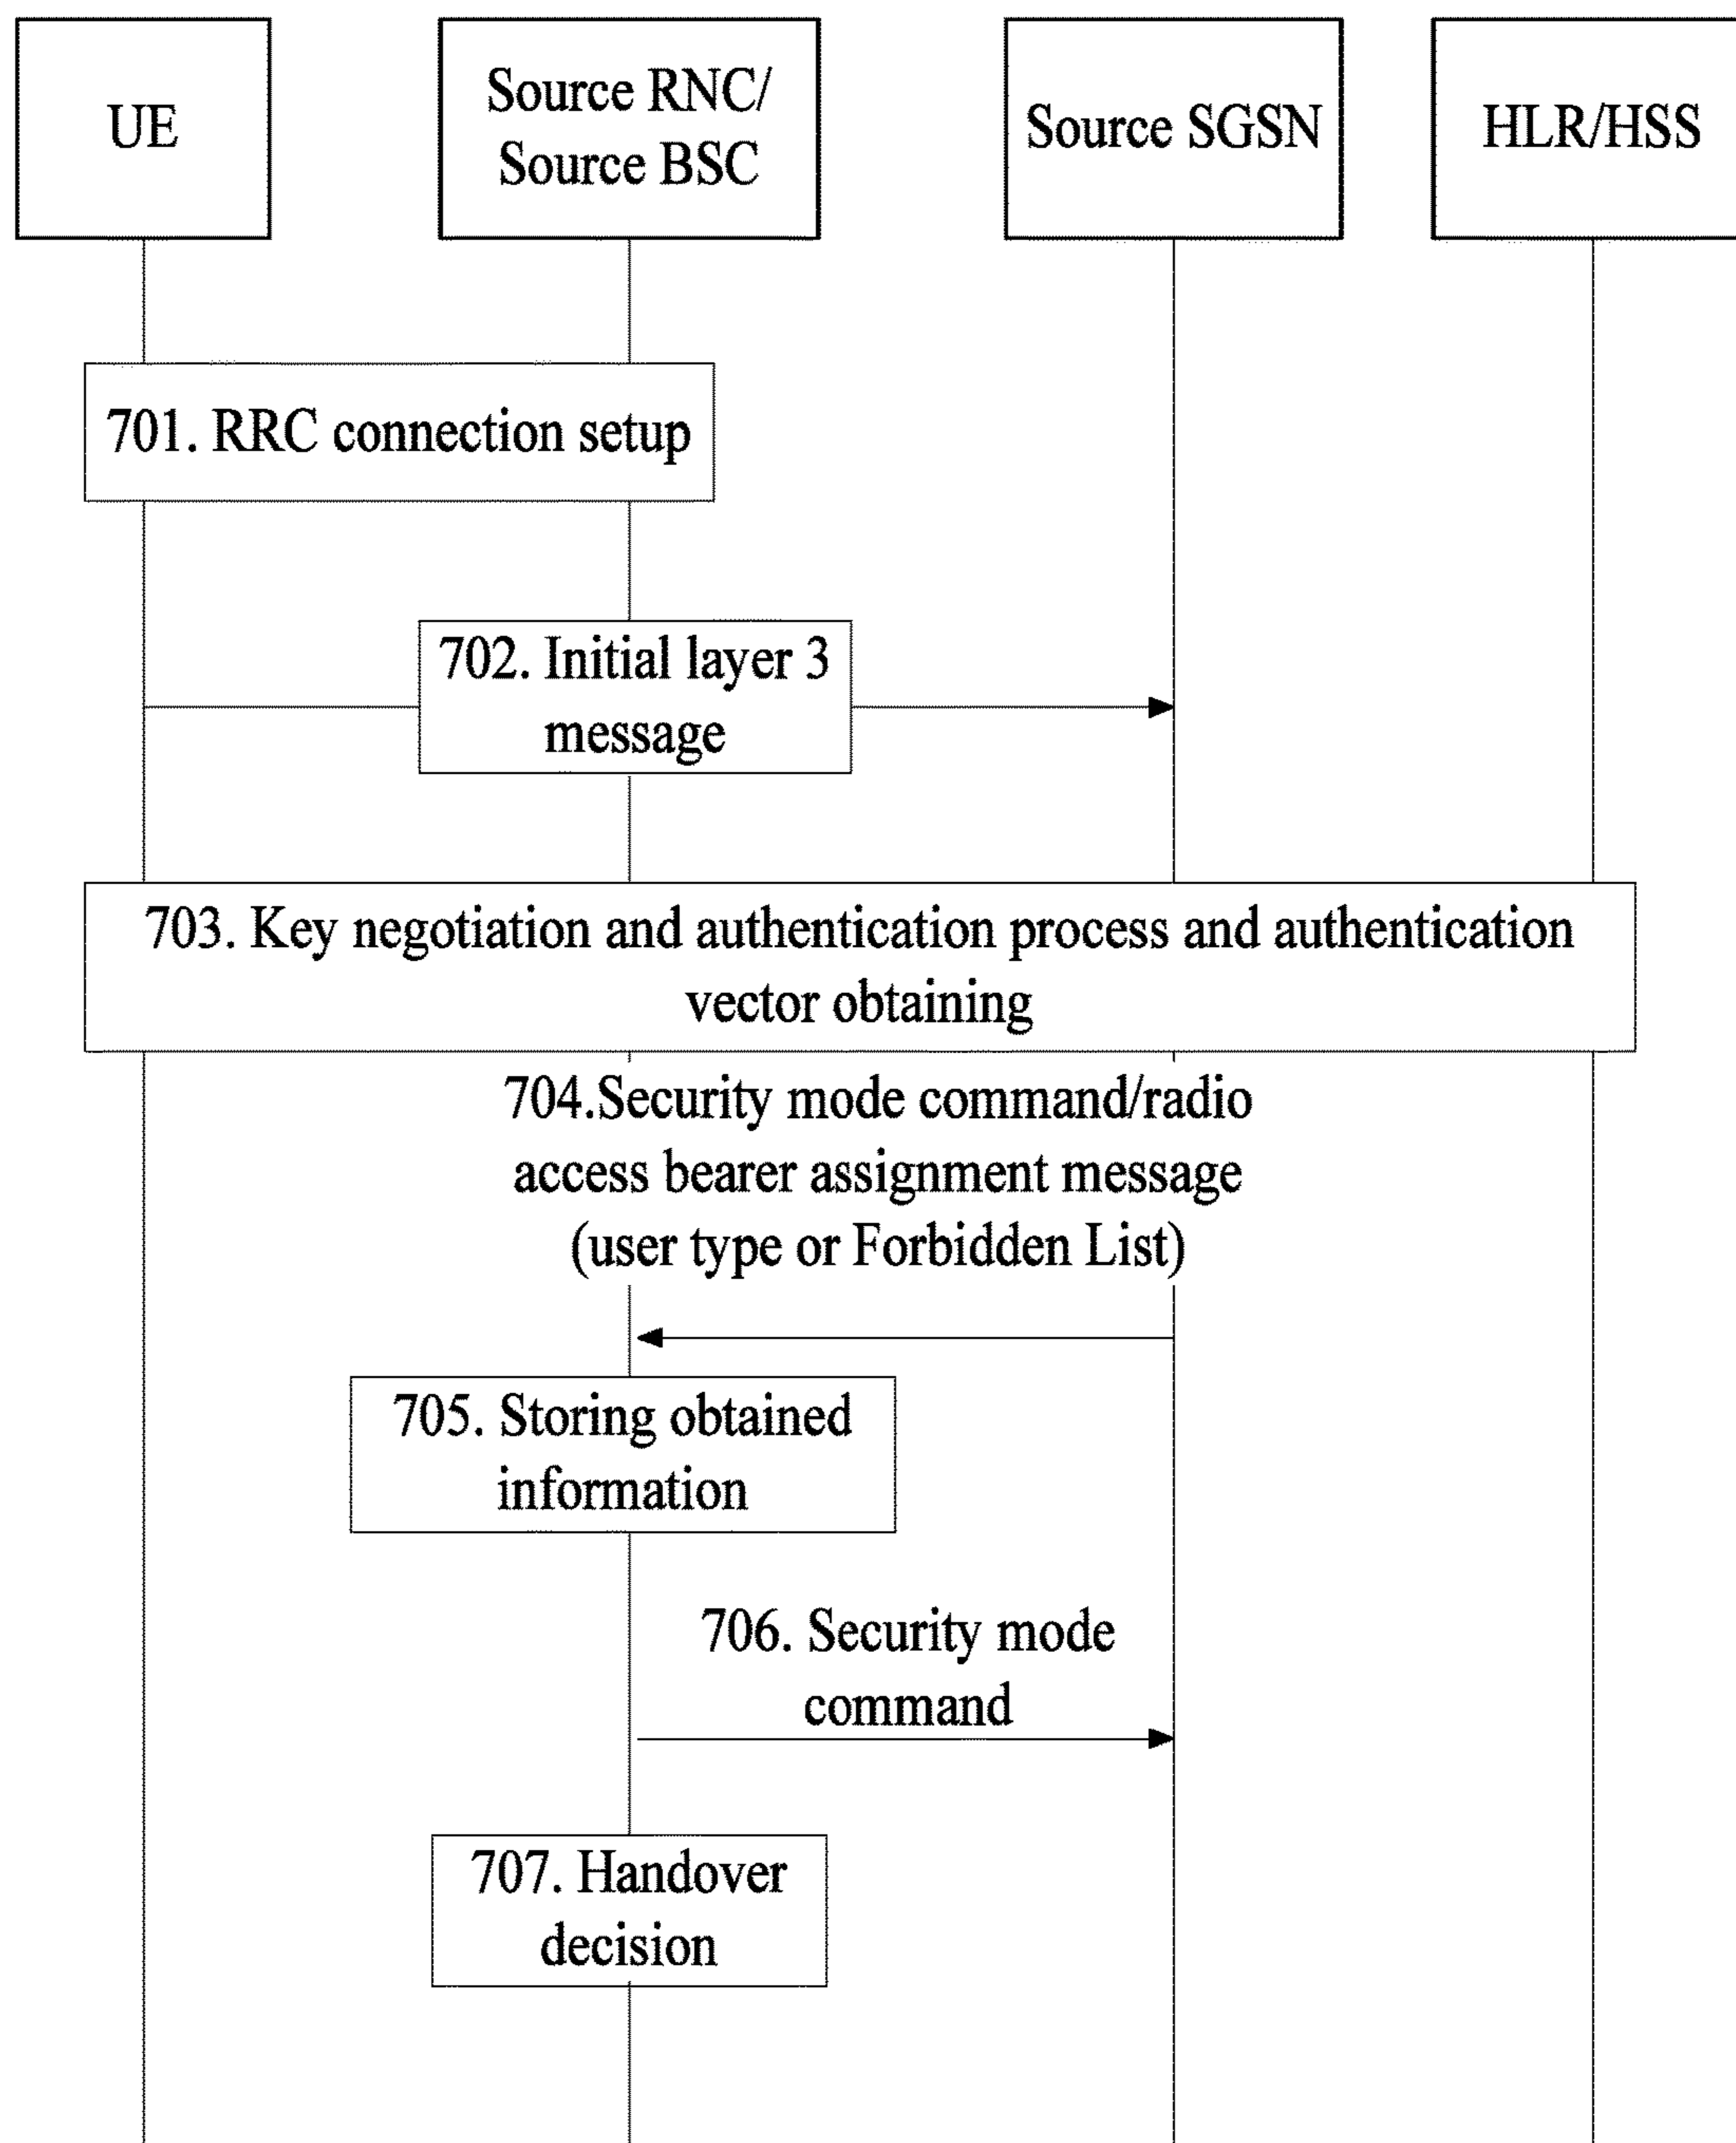 UE
Source RNC/
Source BSC
Source SGSN
HLR/HSS
701. RRC connection setup
702. Initial layer 3
message
703. Key negotiation and authentication process and authentication
vector obtaining
704.Security mode command/radio
access bearer assignment message
(user type or Forbidden List)
705. Storing obtained
information
706. Security mode
command
707. Handover
decision